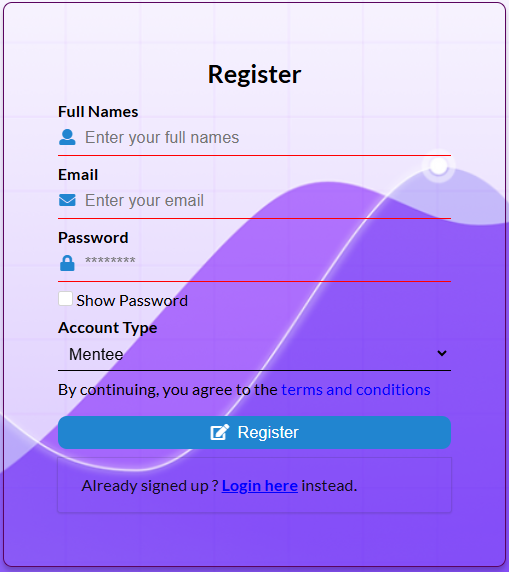 Register
Full Names
Enter your full names
Email
Enter your email
Password
********
Show Password
Account Type
Mentee
By continuing, you agree to the terms and conditions
Register
Already signed up ? Login here instead.